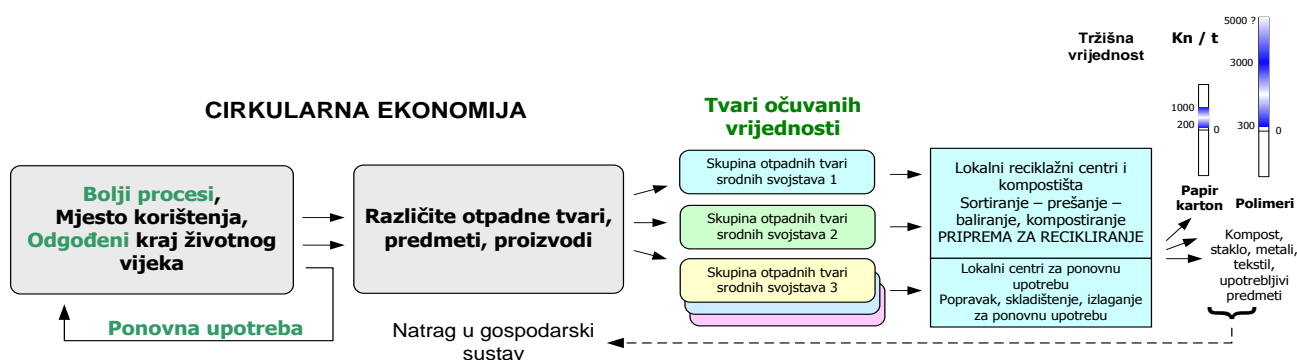 CIRKULARNA EKONOMIJA
Bolji procesi,
Mjesto korištenja,
Odgođeni kraj životnog
vijeka
Ponovna upotreba
Različite otpadne tvari,
predmeti, proizvodi
Natrag u gospodarski
sustav
Tvari očuvanih
vrijednosti
Skupina otpadnih tvari
srodnih svojstava 1
Skupina otpadnih tvari
srodnih svojstava 2
Skupina otpadnih tvari
srodnih svojstava 3
Lokalni reciklažni centri i
kompostišta
Sortiranje – prešanje –
baliranje, kompostiranje
PRIPREMA ZA RECIKLIRANJE
Lokalni centri za ponovnu
upotrebu
Popravak, skladištenje, izlaganje
za ponovnu upotrebu
Tržišna
vrijednost
Kn / t
1000
200
0
Papir
karton
5000 ?
3000
300
0
Polimeri
Kompost,
staklo, metali,
tekstil,
upotrebljivi
predmeti